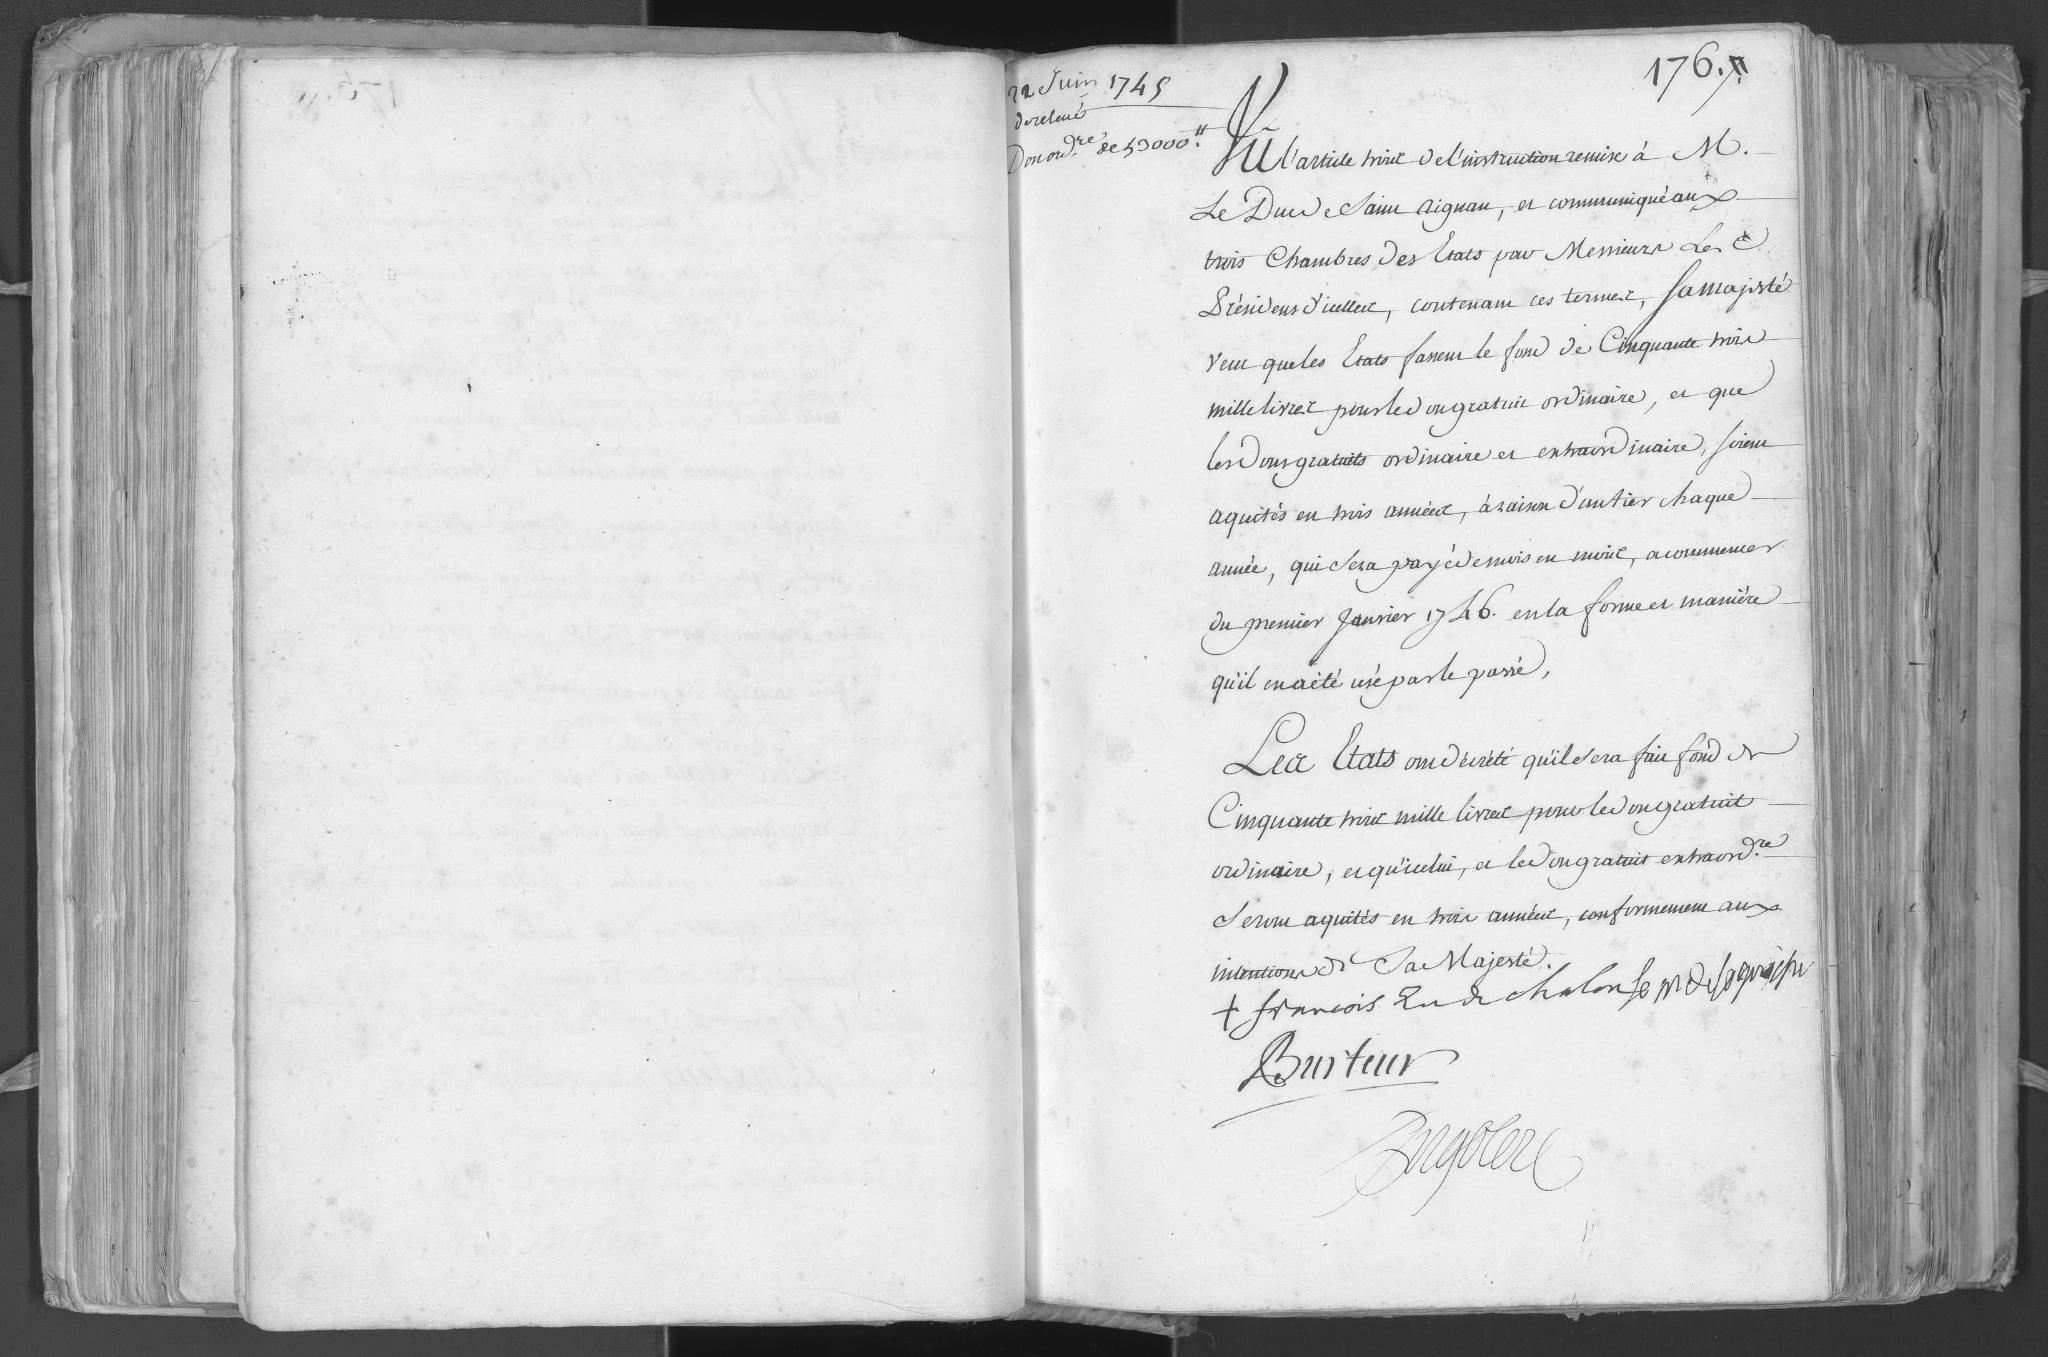 176.
22 Juin 1745
Don ord.re de 53000.tt
Vû l'article trois de l'instruction remise à M.
Le Duc de Saint Aignan, et communiqué aux
trois Chambres des Etats par Messieurs Les
Présidens d'icelles, contenant ces termes, Sa Majesté
veut que les Etats fassent le fond de Cinquante trois
mille livres pour le don gratuit ordinaire, et que
les dons gratuits ordinaire et extraordinaire, soient
aquités en trois années, à raison d'un tier chaque
année, qui sera payé de mois en mois, a commencer
du premier Janvier 1746. en la forme et manière
qu'il en a été usé par le passé,
Les Etats ont décrété qu'il sera fait fond de
Cinquante trois mille livres pour le don gratuit
ordinaire, et qu'icelui, et le don gratuit extraord.re
seront aquités en trois années, conformement aux
intentions de Sa Majesté.
+ françois Ev de chalon
Burteur